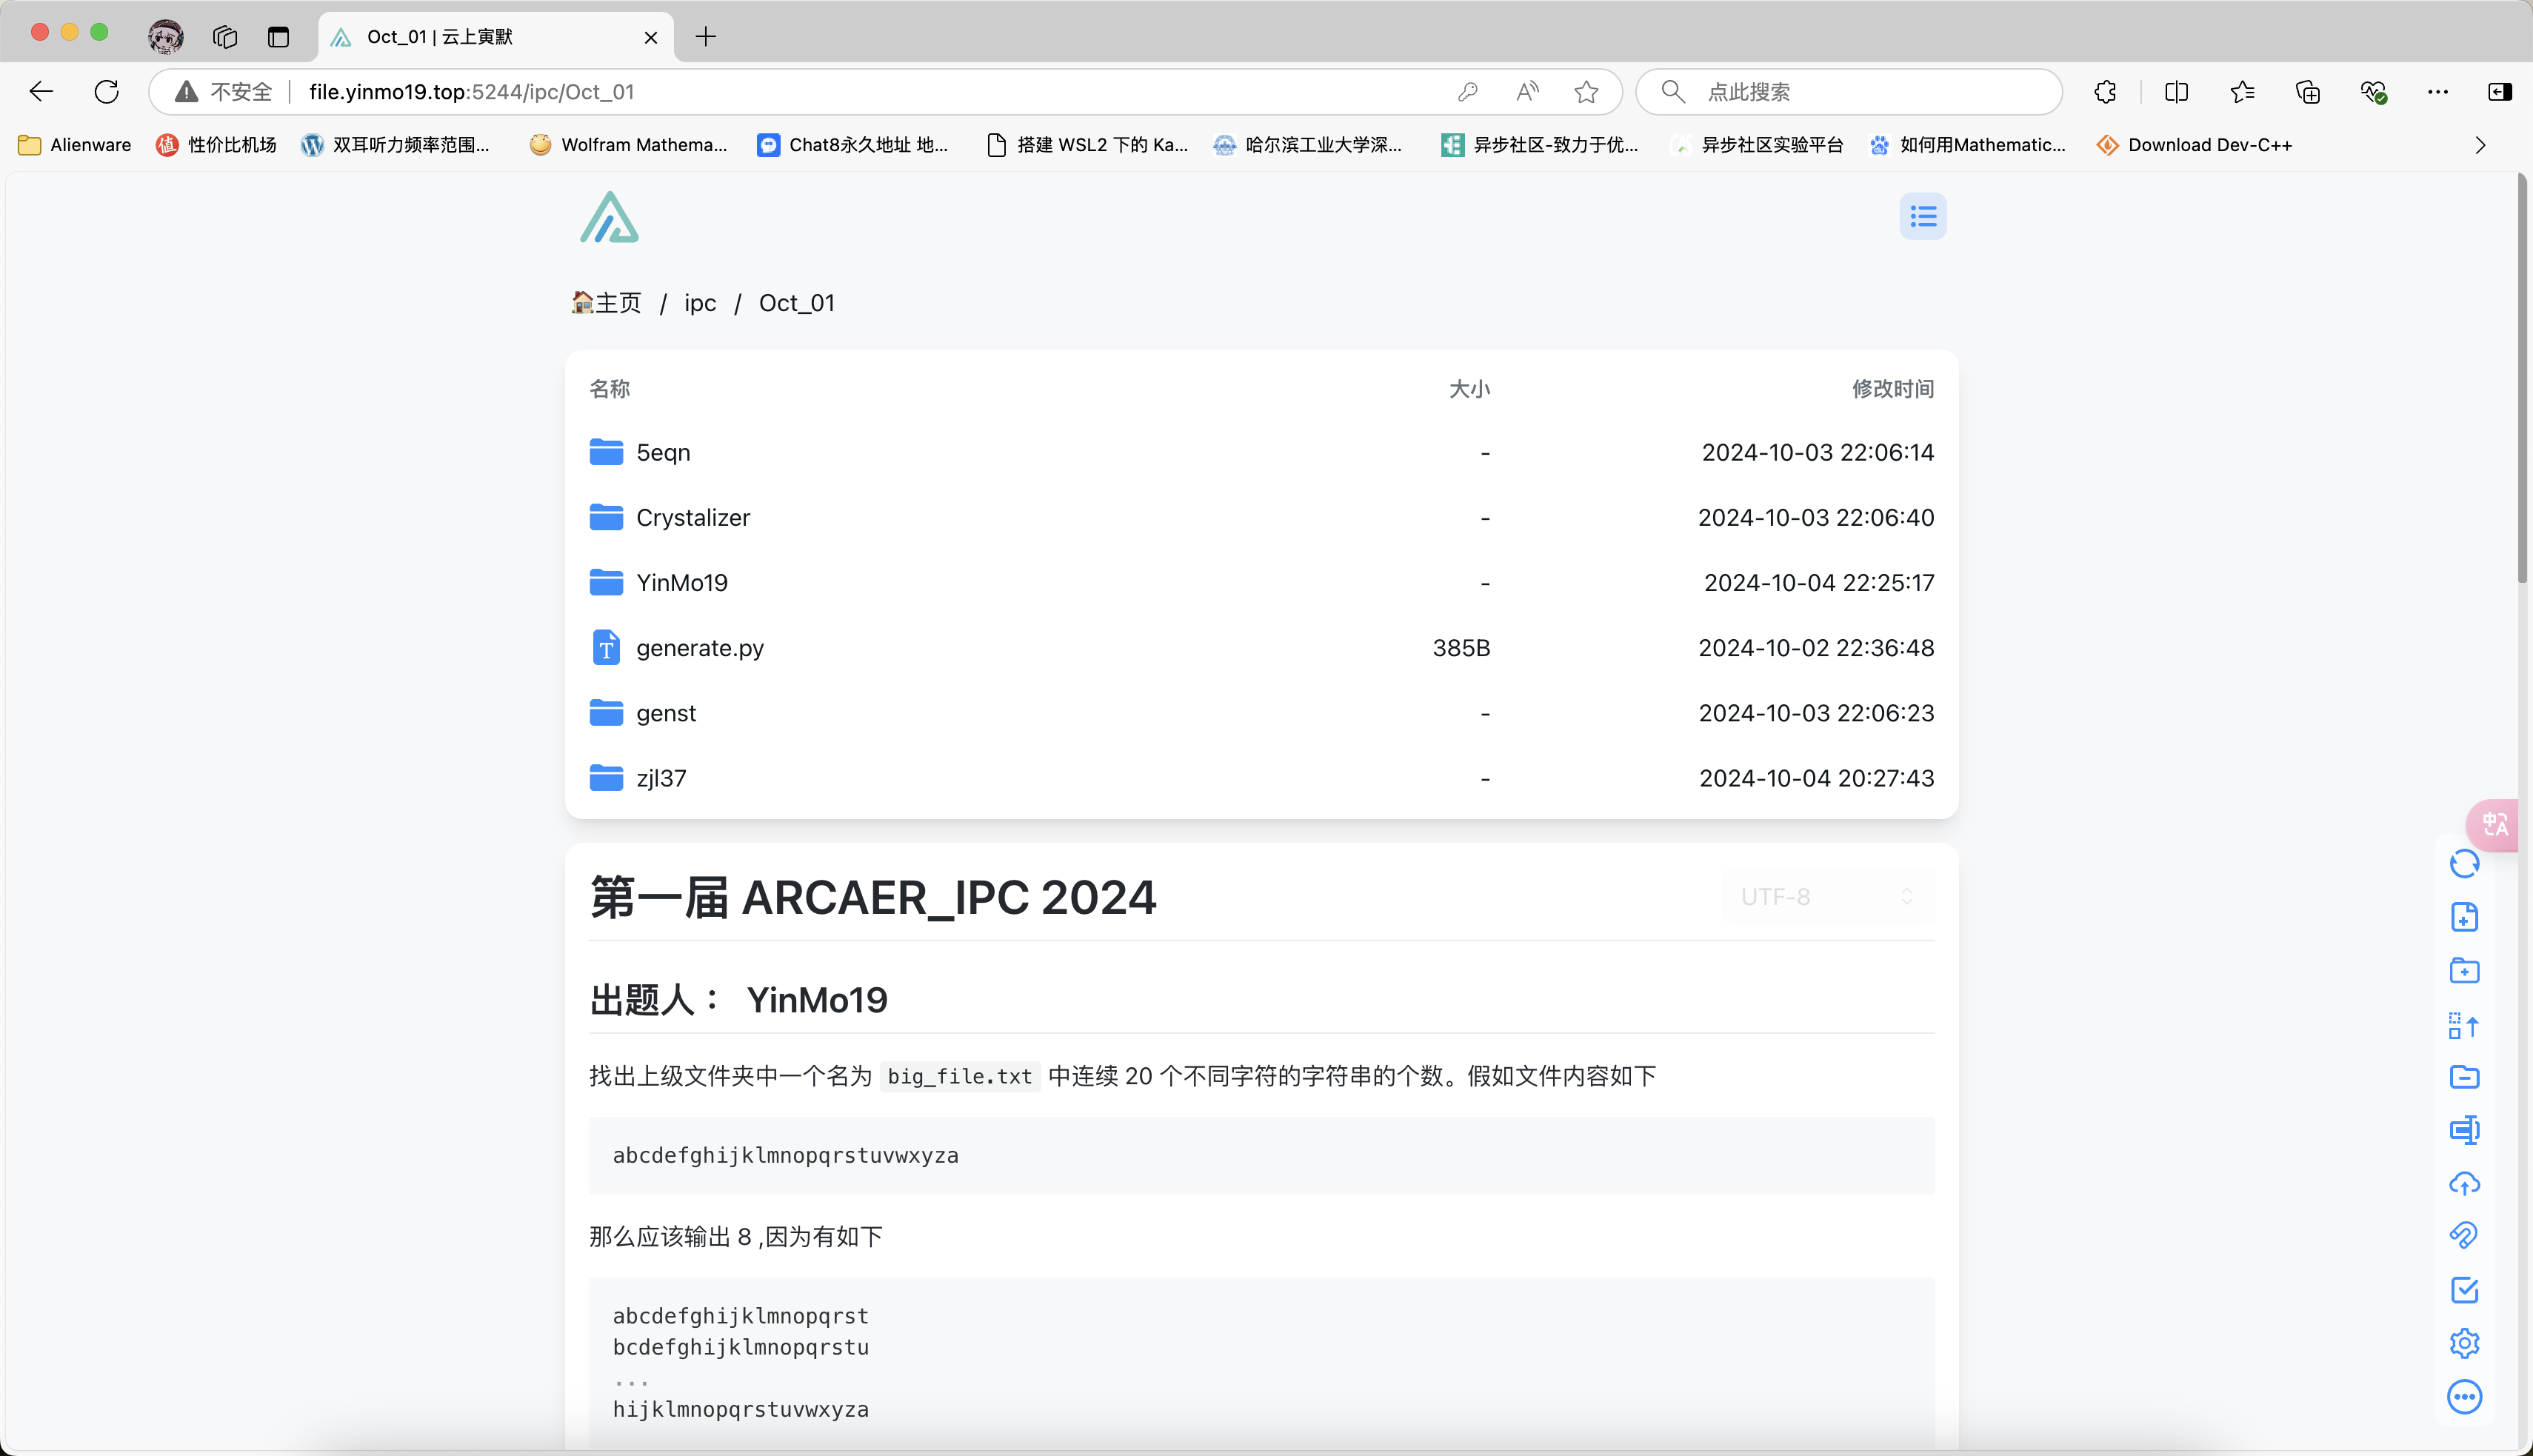 Oct_01 | 云上寅默
不安全 file.yinmo19.top:5244/ipc/Oct_01
点此搜索
Alienware 性价比机场 双耳听力频率范围... Wolfram Mathema... Chat8永久地址 地... 搭建 WSL2 下的 Ka... 哈尔滨工业大学深... 异步社区-致力于优... 异步社区实验平台 如何用Mathematic... Download Dev-C++
主页 / ipc / Oct_01
名称 大小 修改时间
5eqn - 2024-10-03 22:06:14
Crystalizer - 2024-10-03 22:06:40
YinMo19 - 2024-10-04 22:25:17
generate.py 385B 2024-10-02 22:36:48
genst - 2024-10-03 22:06:23
zjl37 - 2024-10-04 20:27:43
第一届 ARCAER_IPC 2024
UTF-8
出题人： YinMo19
找出上级文件夹中一个名为 big_file.txt 中连续 20 个不同字符的字符串的个数。假如文件内容如下
abcdefghijklmnopqrstuvwxyza
那么应该输出 8 ,因为有如下
abcdefghijklmnopqrst
bcdefghijklmnopqrstu
...
hijklmnopqrstuvwxyza